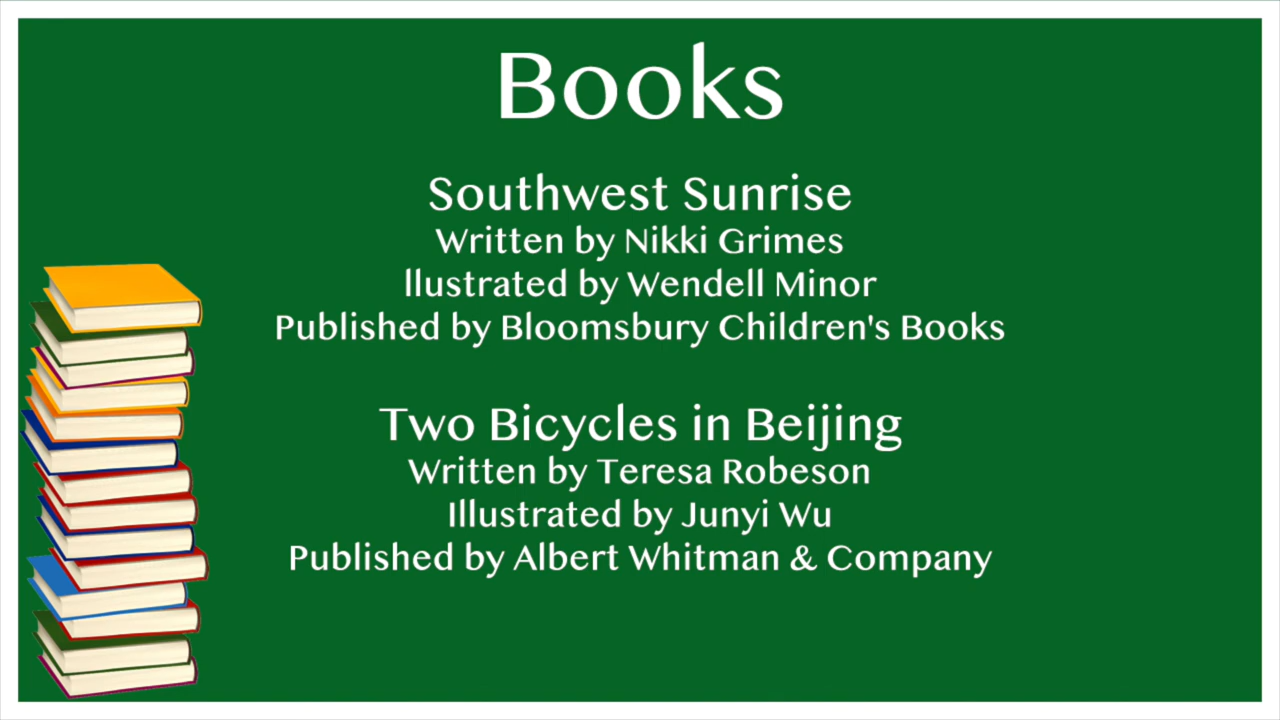 Books
Southwest Sunrise
Written by Nikki Grimes
llustrated by Wendell Minor
Published by Bloomsbury Children's Books
Two Bicycles in Beijing
Written by Teresa Robeson
Illustrated by Junyi Wu
Published by Albert Whitman & Company